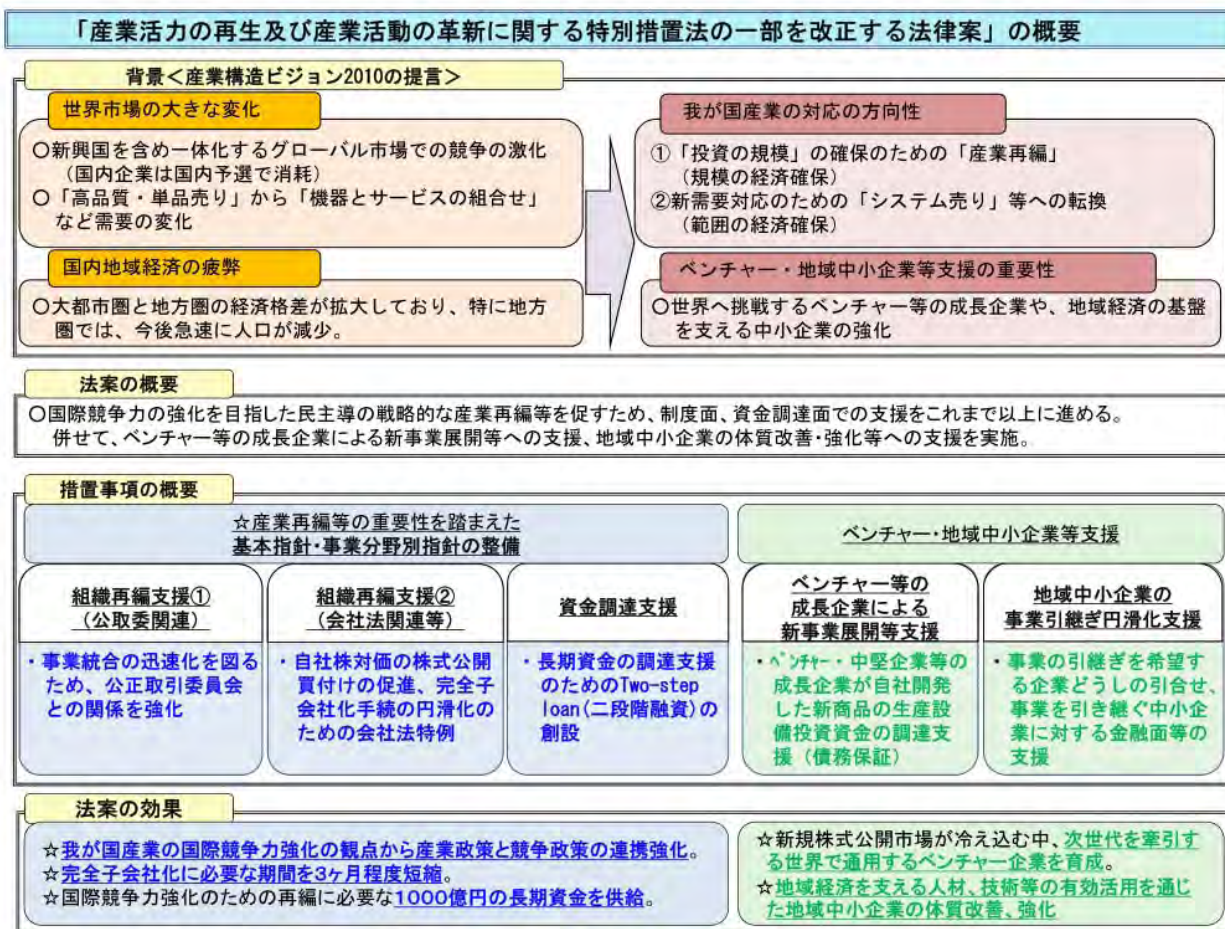 「産業活力の再生及び産業活動の革新に関する特別措置法の一部を改正する法律案」の概要
背景＜産業構造ビジョン2010の提言＞
世界市場の大きな変化
○新興国を含め一体化するグローバル市場での競争の激化
（国内企業は国内予選で消耗）
○「高品質・単品売り」から「機器とサービスの組合せ」
など需要の変化
国内地域経済の疲弊
○大都市圏と地方圏の経済格差が拡大しており、特に地方
圏では、今後急速に人口が減少。
我が国産業の対応の方向性
①「投資の規模」の確保のための「産業再編」
（規模の経済確保）
②新需要対応のための「システム売り」等への転換
（範囲の経済確保）
ベンチャー・地域中小企業等支援の重要性
○世界へ挑戦するベンチャー等の成長企業や、地域経済の基盤
を支える中小企業の強化
法案の概要
○国際競争力の強化を目指した民主導の戦略的な産業再編等を促すため、制度面、資金調達面での支援をこれまで以上に進める。
併せて、ベンチャー等の成長企業による新事業展開等への支援、地域中小企業の体質改善・強化等への支援を実施。
措置事項の概要
☆産業再編等の重要性を踏まえた
基本指針・事業分野別指針の整備
組織再編支援①
（公取委関連）
・事業統合の迅速化を図る
ため、公正取引委員会
との関係を強化
組織再編支援②
（会社法関連等）
・自社株対価の株式公開
買付けの促進、完全子
会社化手続の円滑化の
ための会社法特例
資金調達支援
・長期資金の調達支援
のためのTwo-step
loan（二段階融資）の
創設
ベンチャー・地域中小企業等支援
ベンチャー等の
成長企業による
新事業展開等支援
・ﾍﾞﾝﾁｬｰ・中堅企業等の
成長企業が自社開発
した新商品の生産設
備投資資金の調達支
援（債務保証）
地域中小企業の
事業引継ぎ円滑化支援
・事業の引継ぎを希望す
る企業どうしの引合せ、
事業を引き継ぐ中小企
業に対する金融面等の
支援
法案の効果
☆我が国産業の国際競争力強化の観点から産業政策と競争政策の連携強化。
☆完全子会社化に必要な期間を３ヶ月程度短縮。
☆国際競争力強化のための再編に必要な１０００億円の長期資金を供給。
☆新規株式公開市場が冷え込む中、次世代を牽引す
る世界で通用するベンチャー企業を育成。
☆地域経済を支える人材、技術等の有効活用を通じ
た地域中小企業の体質改善、強化